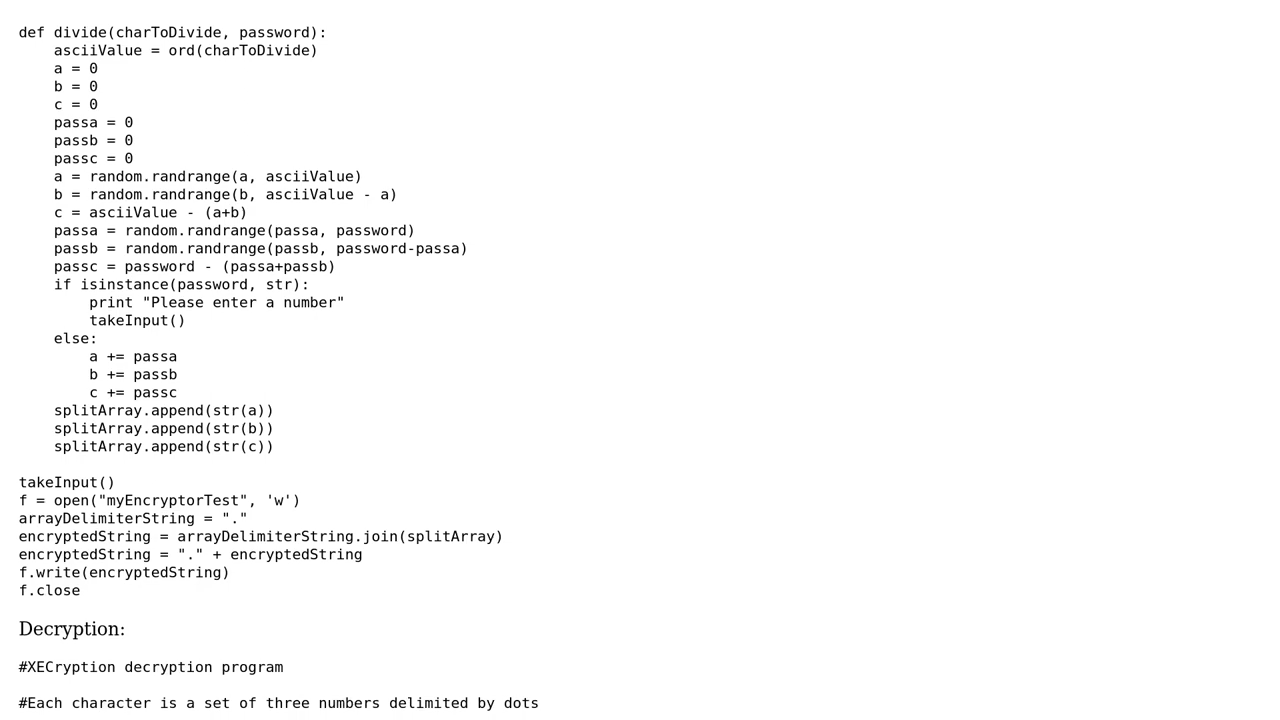 def divide(charToDivide, password):
    asciiValue = ord(charToDivide)
    a = 0
    b = 0
    c = 0
    passa = 0
    passb = 0
    passc = 0
    a = random.randrange(a, asciiValue)
    b = random.randrange(b, asciiValue - a)
    c = asciiValue - (a+b)
    passa = random.randrange(passa, password)
    passb = random.randrange(passb, password-passa)
    passc = password - (passa+passb)
    if isinstance(password, str):
        print "Please enter a number"
        takeInput()
    else:
        a += passa
        b += passb
        c += passc
    splitArray.append(str(a))
    splitArray.append(str(b))
    splitArray.append(str(c))

takeInput()
f = open("myEncryptorTest", 'w')
arrayDelimiterString = "."
encryptedString = arrayDelimiterString.join(splitArray)
encryptedString = "." + encryptedString
f.write(encryptedString)
f.close
Decryption:
#XECryption decryption program

#Each character is a set of three numbers delimited by dots